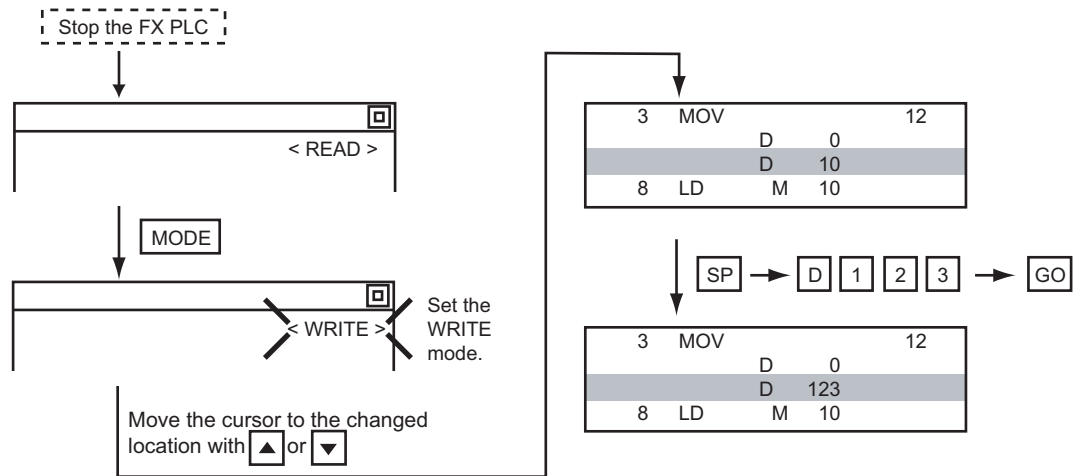 Stop the FX PLC
< READ >
MODE
< WRITE >
Set the
WRITE
mode.
Move the cursor to the changed
location with ▲ or ▼
3 MOV 12
D 0
D 10
8 LD M 10
SP D 1 2 3 GO
3 MOV 12
D 0
D 123
8 LD M 10